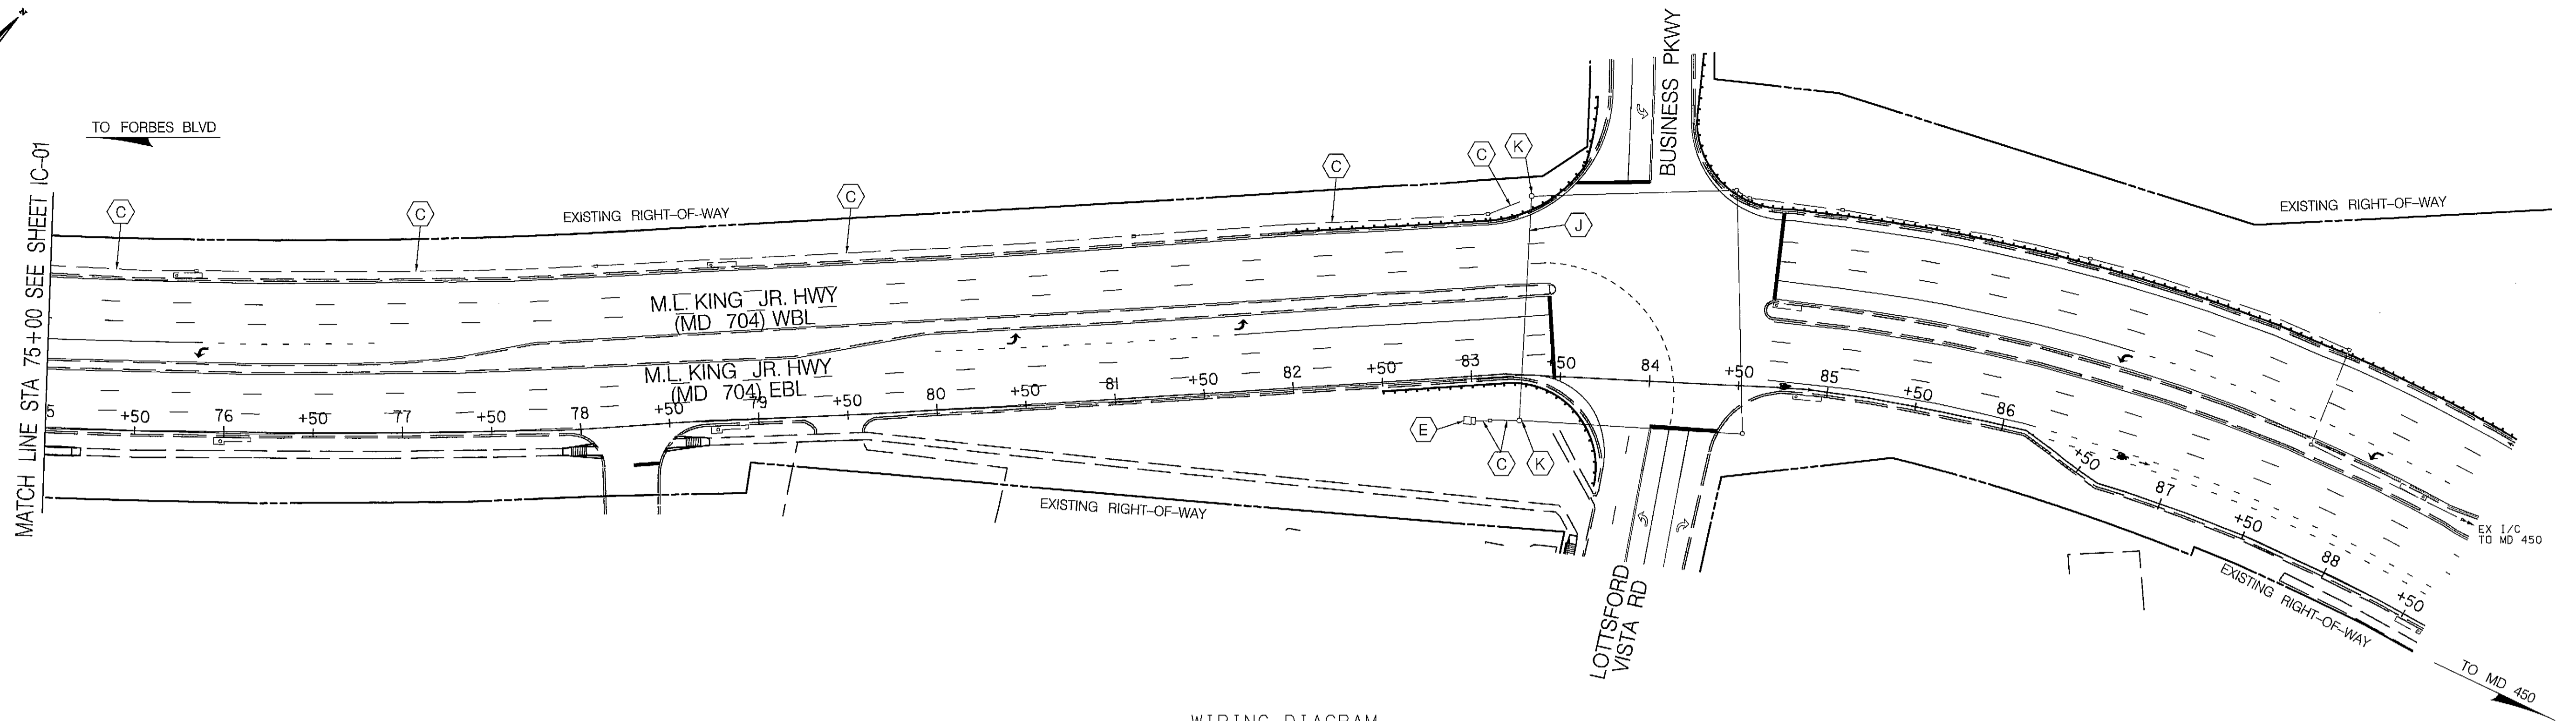 N
TO FORBES BLVD
MATCH LINE STA 75+00 SEE SHEET IC-01
C
C
C
C
C
K
J
EXISTING RIGHT-OF-WAY
BUSINESS PKWY
EXISTING RIGHT-OF-WAY
M.L. KING JR. HWY
(MD 704) WBL
M.L. KING JR. HWY
(MD 704) EBL
5
+50
76
+50
77
+50
78
+50
79
+50
80
+50
81
+50
82
+50
83
+50
84
+50
85
+50
86
+50
87
+50
88
+50
E
C
K
EXISTING RIGHT-OF-WAY
LOTTSFORD
VISTA RD
EX I/C
TO MD 450
EXISTING RIGHT-OF-WAY
TO MD 450
WIRING DIAGRAM